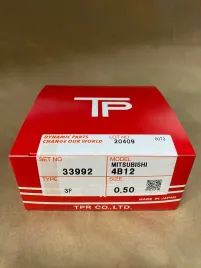 TP
DYNAMIC PARTS
CHANGE OUR WORLD
LOT NO
20409
SET NO
33992
MODEL
MITSUBISHI
4B12
TYPE
3F
SIZE
0.50
MADE IN JAPAN
TPR CO.,LTD.